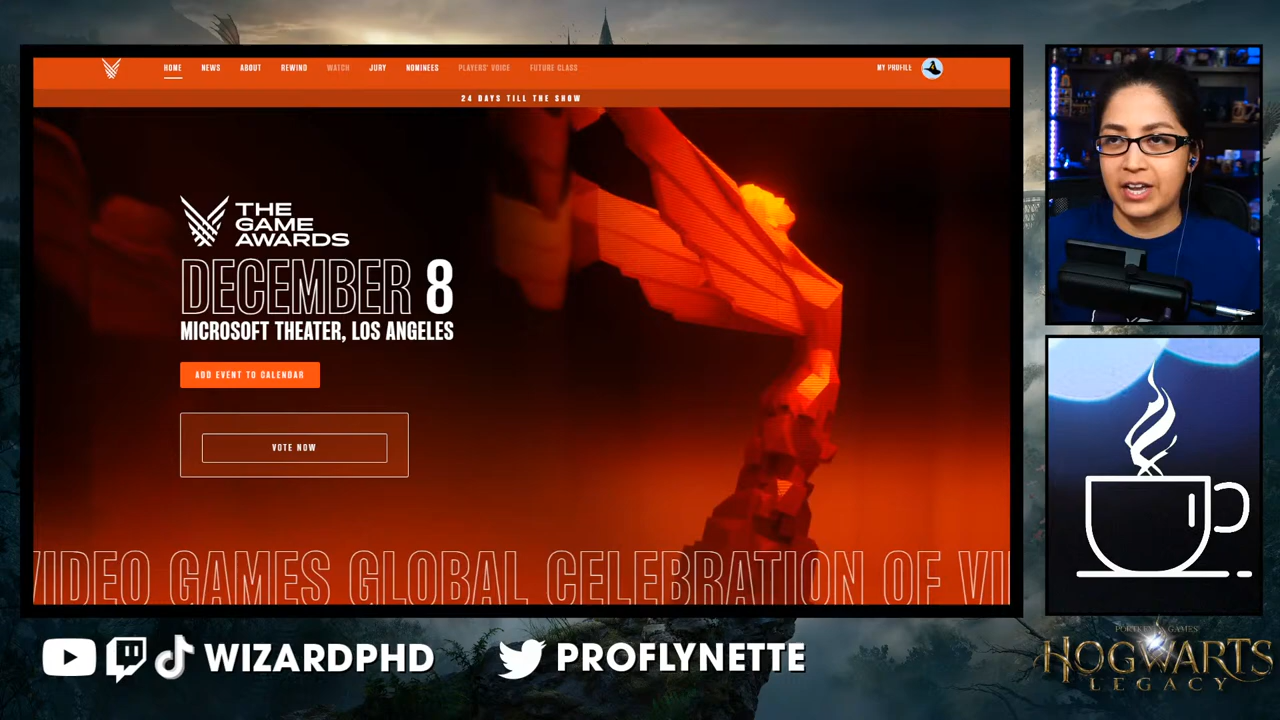 HOME NEWS ABOUT REWIND WATCH JURY NOMINEES PLAYERS' VOICE FUTURE CLASS MY PROFILE
24 DAYS TILL THE SHOW
THE
GAME
AWARDS
DECEMBER 8
MICROSOFT THEATER, LOS ANGELES
ADD EVENT TO CALENDAR
VOTE NOW
VIDEO GAMES GLOBAL CELEBRATION OF VI
WIZARDPHD PROFLYNETTE
PORTKEY GAMES
HOGWARTS
LEGACY